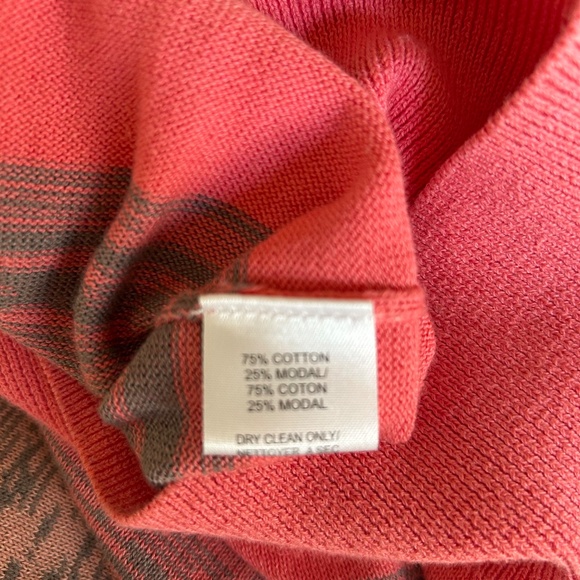 75% COTTON
25% MODAL/
75% COTON
25% MODAL
DRY CLEAN ONLY/
NETTOYER A SEC